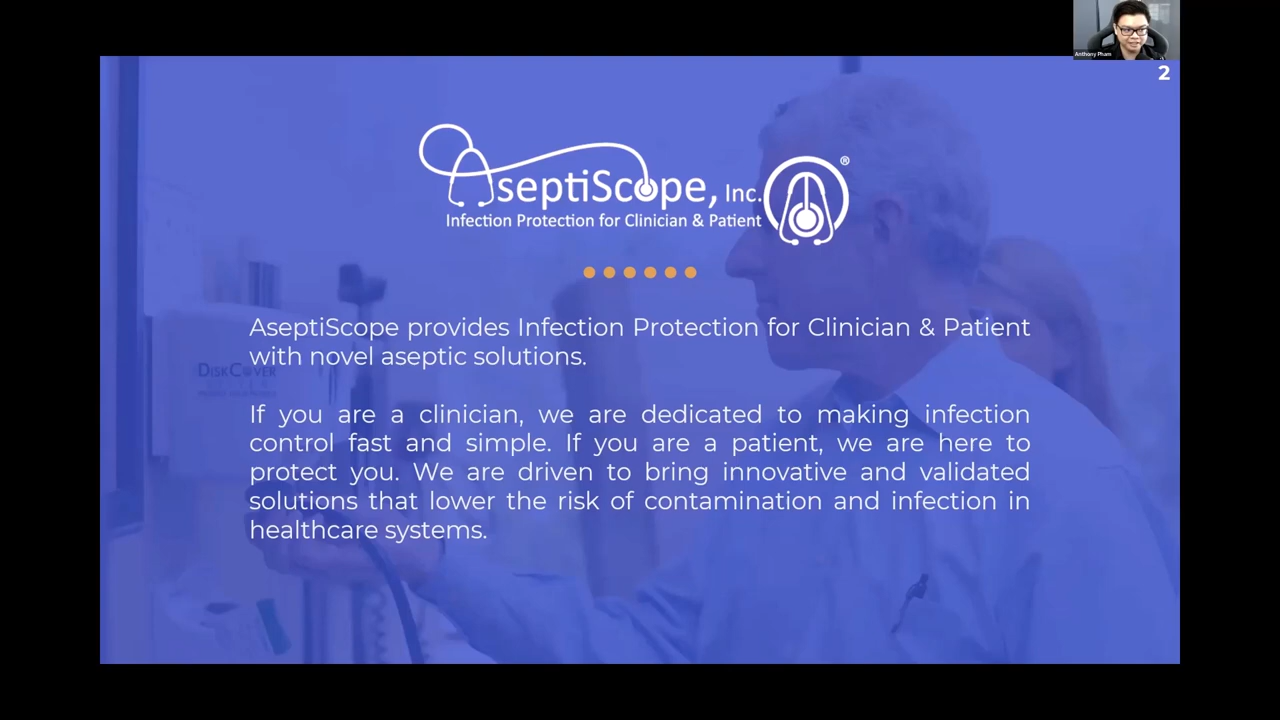 Anthony Pham
2
AseptiScope, Inc.
®
Infection Protection for Clinician & Patient
AseptiScope provides Infection Protection for Clinician & Patient
with novel aseptic solutions.
DISKCOVER
If you are a clinician, we are dedicated to making infection
control fast and simple. If you are a patient, we are here to
protect you. We are driven to bring innovative and validated
solutions that lower the risk of contamination and infection in
healthcare systems.